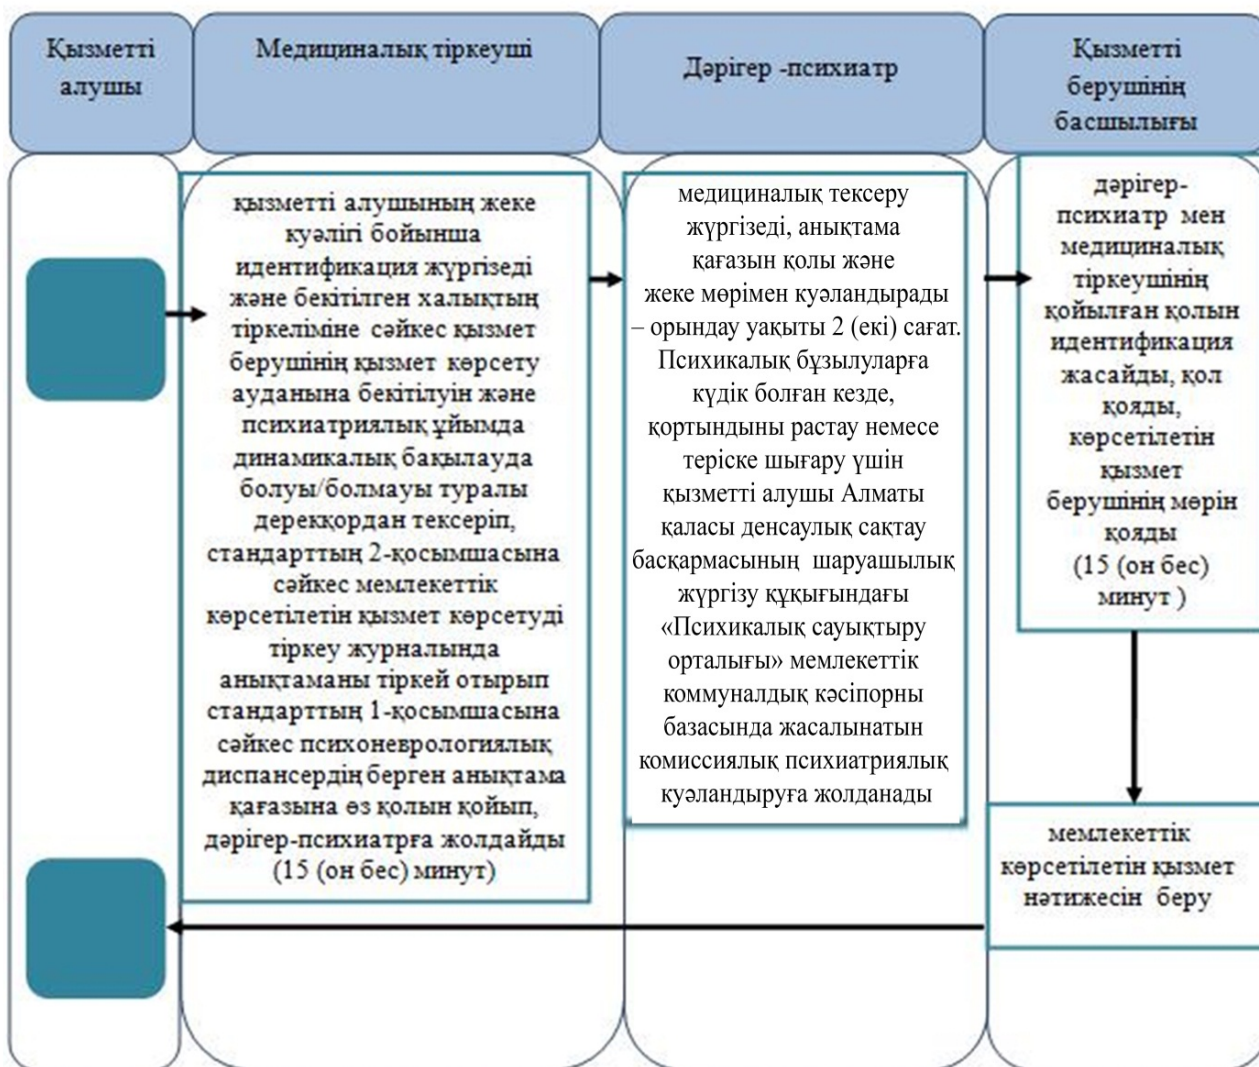 Қызметті
алушы
Медициналық тіркеуші
Дәрігер -психиатр
Қызметті
берушінің
басшылығы
қызметті алушының жеке
куәлігі бойынша
идентификация жүргізеді
және бекітілген халықтың
тіркеліміне сәйкес қызмет
берушінің қызмет көрсету
ауданына бекітілуін және
психиатриялық ұйымда
динамикалық бақылауда
болуы/болмауы туралы
дерекқордан тексеріп,
стандарттың 2-қосымшасына
сәйкес мемлекеттік
көрсетілетін қызмет көрсетуді
тіркеу журналында
анықтаманы тіркей отырып
стандарттың 1-қосымшасына
сәйкес психоневрологиялық
диспансердің берген анықтама
қағазына өз қолын қойып,
дәрігер-психиатрға жолдайды
(15 (он бес) минут)
медициналық тексеру
жүргізеді, анықтама
қағазын қолы және
жеке мөрімен куәландырады
– орындау уақыты 2 (екі) сағат.
Психикалық бұзылуларға
күдік болған кезде,
қортындыны растау немесе
теріске шығару үшін
қызметті алушы Алматы
қаласы денсаулық сақтау
басқармасының шаруашылық
жүргізу құқығындағы
«Психикалық сауықтыру
орталығы» мемлекеттік
коммуналдық кәсіпорны
базасында жасалынатын
комиссиялық психиатриялық
куәландыруға жолданады
дәрігер-
психиатр мен
медициналық
тіркеушінің
қойылған қолын
идентификация
жасайды, қол
қояды,
көрсетілетін
қызмет
берушінің мөрін
қояды
(15 (он бес)
минут )
мемлекеттік
көрсетілетін қызмет
нәтижесін беру